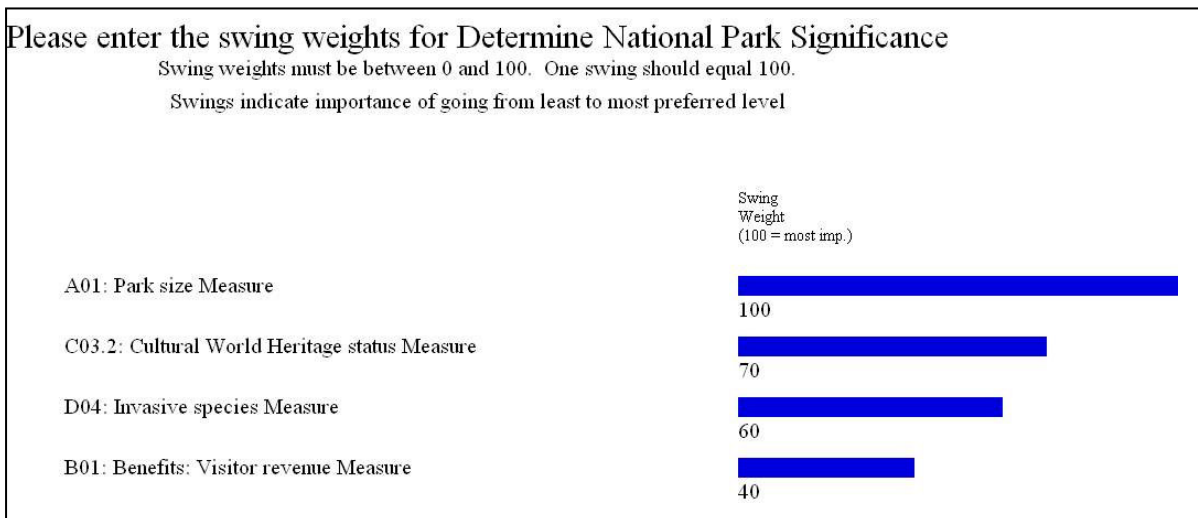 Please enter the swing weights for Determine National Park Significance
Swing weights must be between 0 and 100. One swing should equal 100.
Swings indicate importance of going from least to most preferred level
Swing
Weight
(100 = most imp.)
A01: Park size Measure
100
C03.2: Cultural World Heritage status Measure
70
D04: Invasive species Measure
60
B01: Benefits: Visitor revenue Measure
40